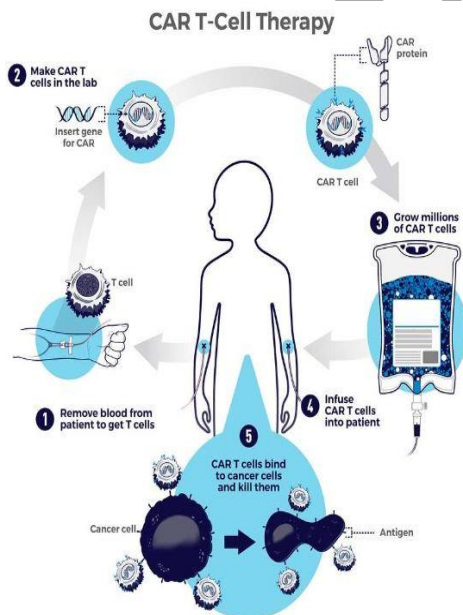 CAR T-Cell Therapy
CAR
protein
2 Make CAR T
cells in the lab
Insert gene
for CAR
CAR T cell
3 Grow millions
of CAR T cells
T cell
1 Remove blood from
patient to get T cells
4 Infuse
CAR T cells
into patient
5
CAR T cells bind
to cancer cells
and kill them
Cancer cell
Antigen